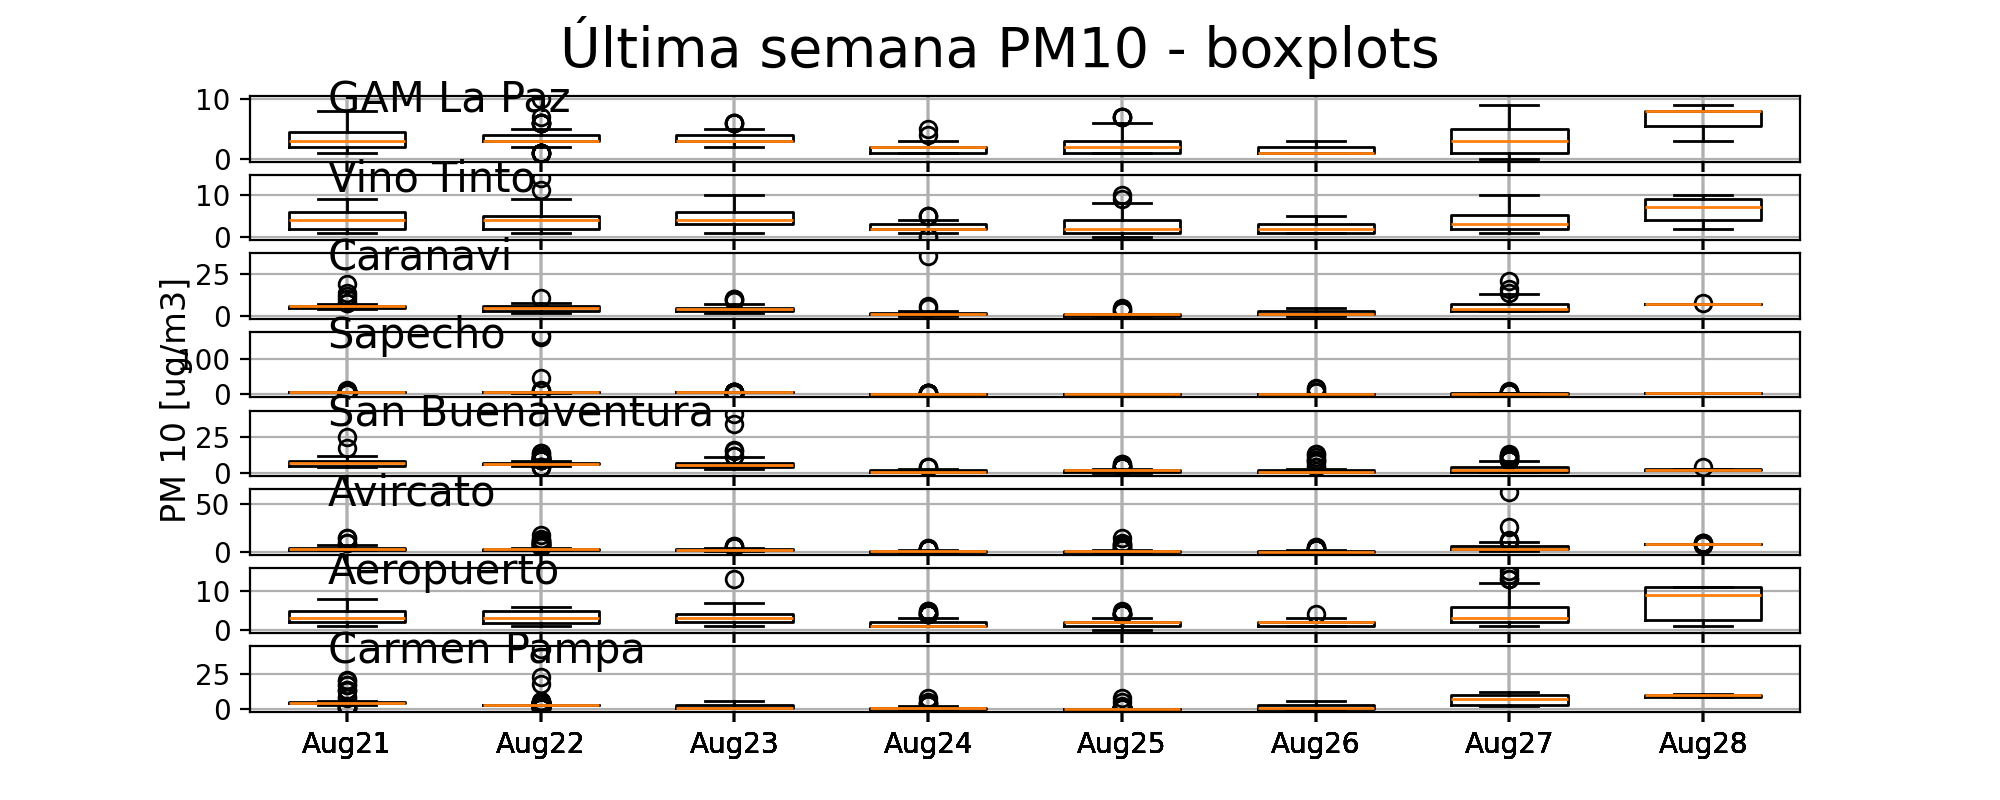 Última semana PM10 - boxplots
GAM La Paz
10
0
Vino Tinto
10
0
Caranavi
25
0
Sapecho
100
0
San Buenaventura
25
0
Avircato
50
0
Aeropuerto
10
0
Carmen Pampa
25
0
PM 10 [ug/m3]
Aug21 Aug22 Aug23 Aug24 Aug25 Aug26 Aug27 Aug28